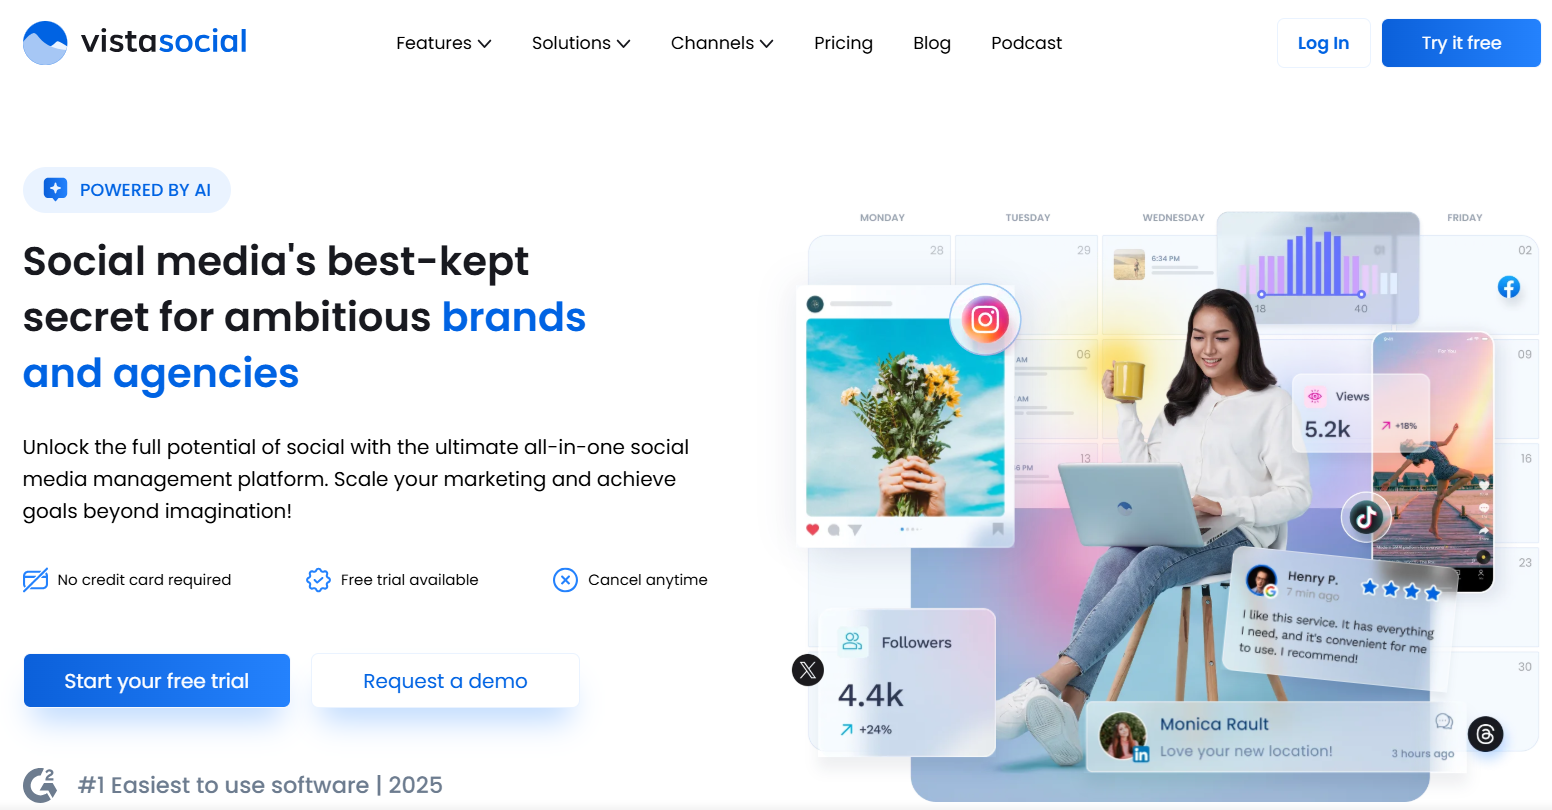 vistasocial
Features
Solutions
Channels
Pricing
Blog
Podcast
Log In
Try it free
POWERED BY AI
Social media's best-kept
secret for ambitious brands
and agencies
Unlock the full potential of social with the ultimate all-in-one social
media management platform. Scale your marketing and achieve
goals beyond imagination!
No credit card required
Free trial available
Cancel anytime
Start your free trial
Request a demo
#1 Easiest to use software | 2025
MONDAY
TUESDAY
WEDNESDAY
FRIDAY
28
29
6:34 PM
01
02
18
40
AM
06
09
AM
For You
Views
5.2k
+18%
13
16
PM
23
Henry P.
7 min ago
I like this service. It has everything
I need, and it's convenient for me
to use. I recommend!
Followers
4.4k
+24%
30
Monica Rault
Love your new location!
3 hours ago